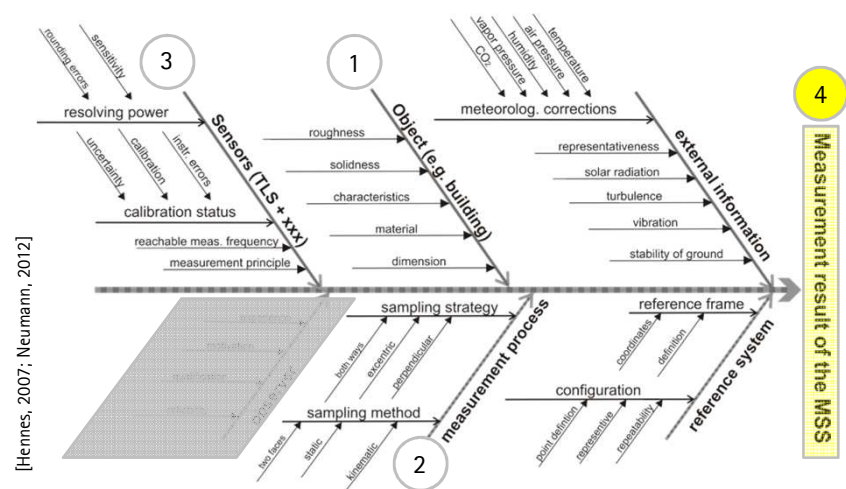 3
rounding errors
sensitivity
resolving power
uncertainty
calibration
instr. errors
calibration status
reachable meas. frequency
measurement principle
Sensors (TLS + xxx)
1
roughness
solidness
characteristics
material
dimension
Object (e.g. building)
CO₂
vapor pressure
humidity
air pressure
temperature
meteorolog. corrections
representativeness
solar radiation
turbulence
vibration
stability of ground
external information
4
Measurement result of the MSS
[Hennes, 2007; Neumann, 2012]
observer
sampling strategy
both ways
excentric
perpendicular
sampling method
two faces
static
kinematic
measurement process
2
reference frame
coordinates
definition
configuration
point defintion
representive
repeatability
reference system